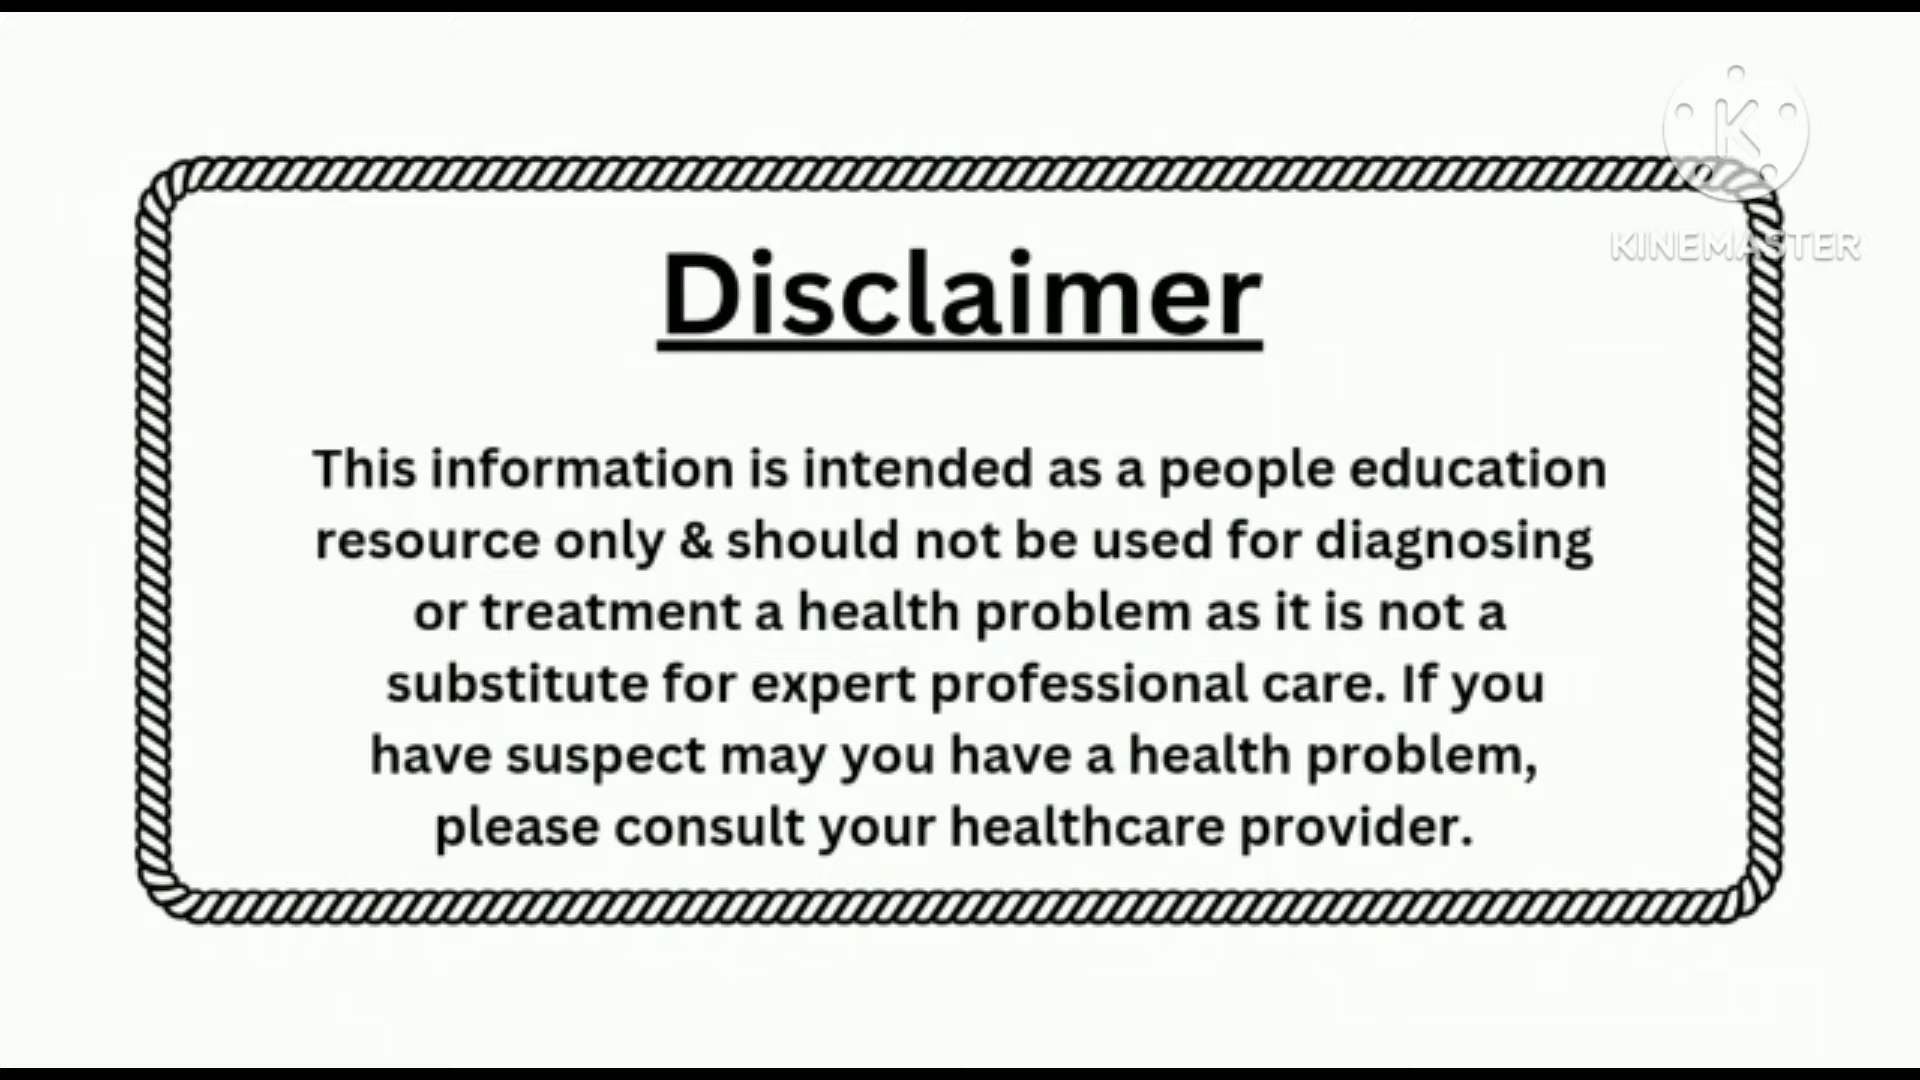 K
KINEMASTER
Disclaimer
This information is intended as a people education
resource only & should not be used for diagnosing
or treatment a health problem as it is not a
substitute for expert professional care. If you
have suspect may you have a health problem,
please consult your healthcare provider.